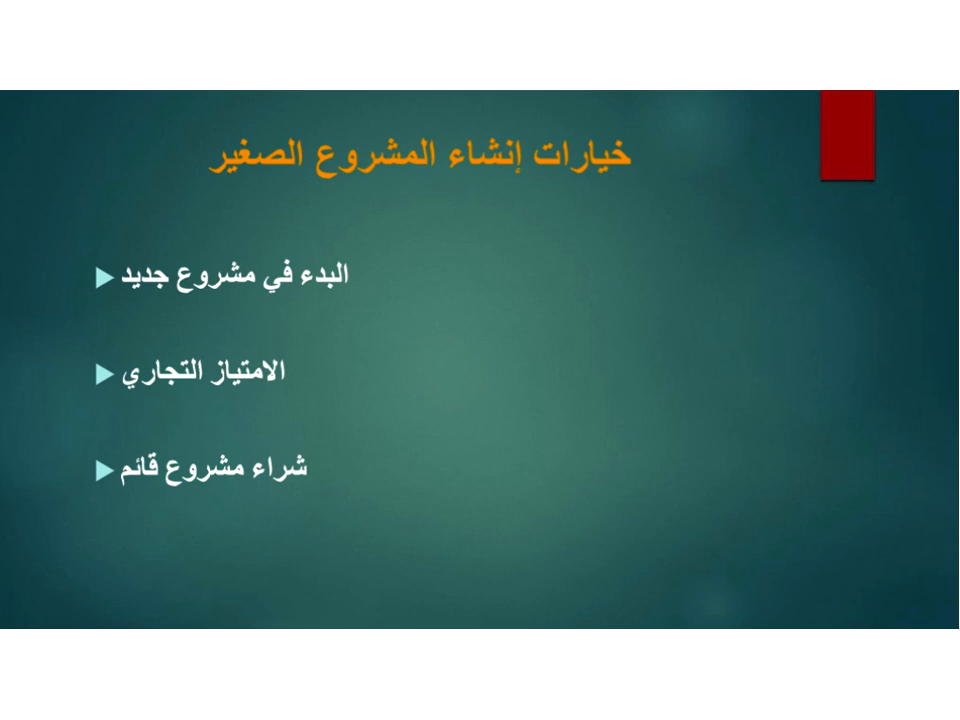 خيارات إنشاء المشروع الصغير
البدء في مشروع جديد
الامتياز التجاري
شراء مشروع قائم